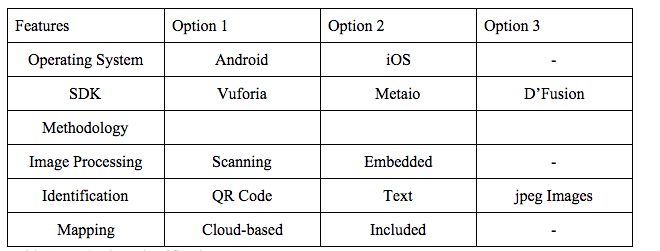 Features Option 1 Option 2 Option 3
Operating System Android iOS -
SDK Vuforia Metaio D'Fusion
Methodology
Image Processing Scanning Embedded -
Identification QR Code Text jpeg Images
Mapping Cloud-based Included -